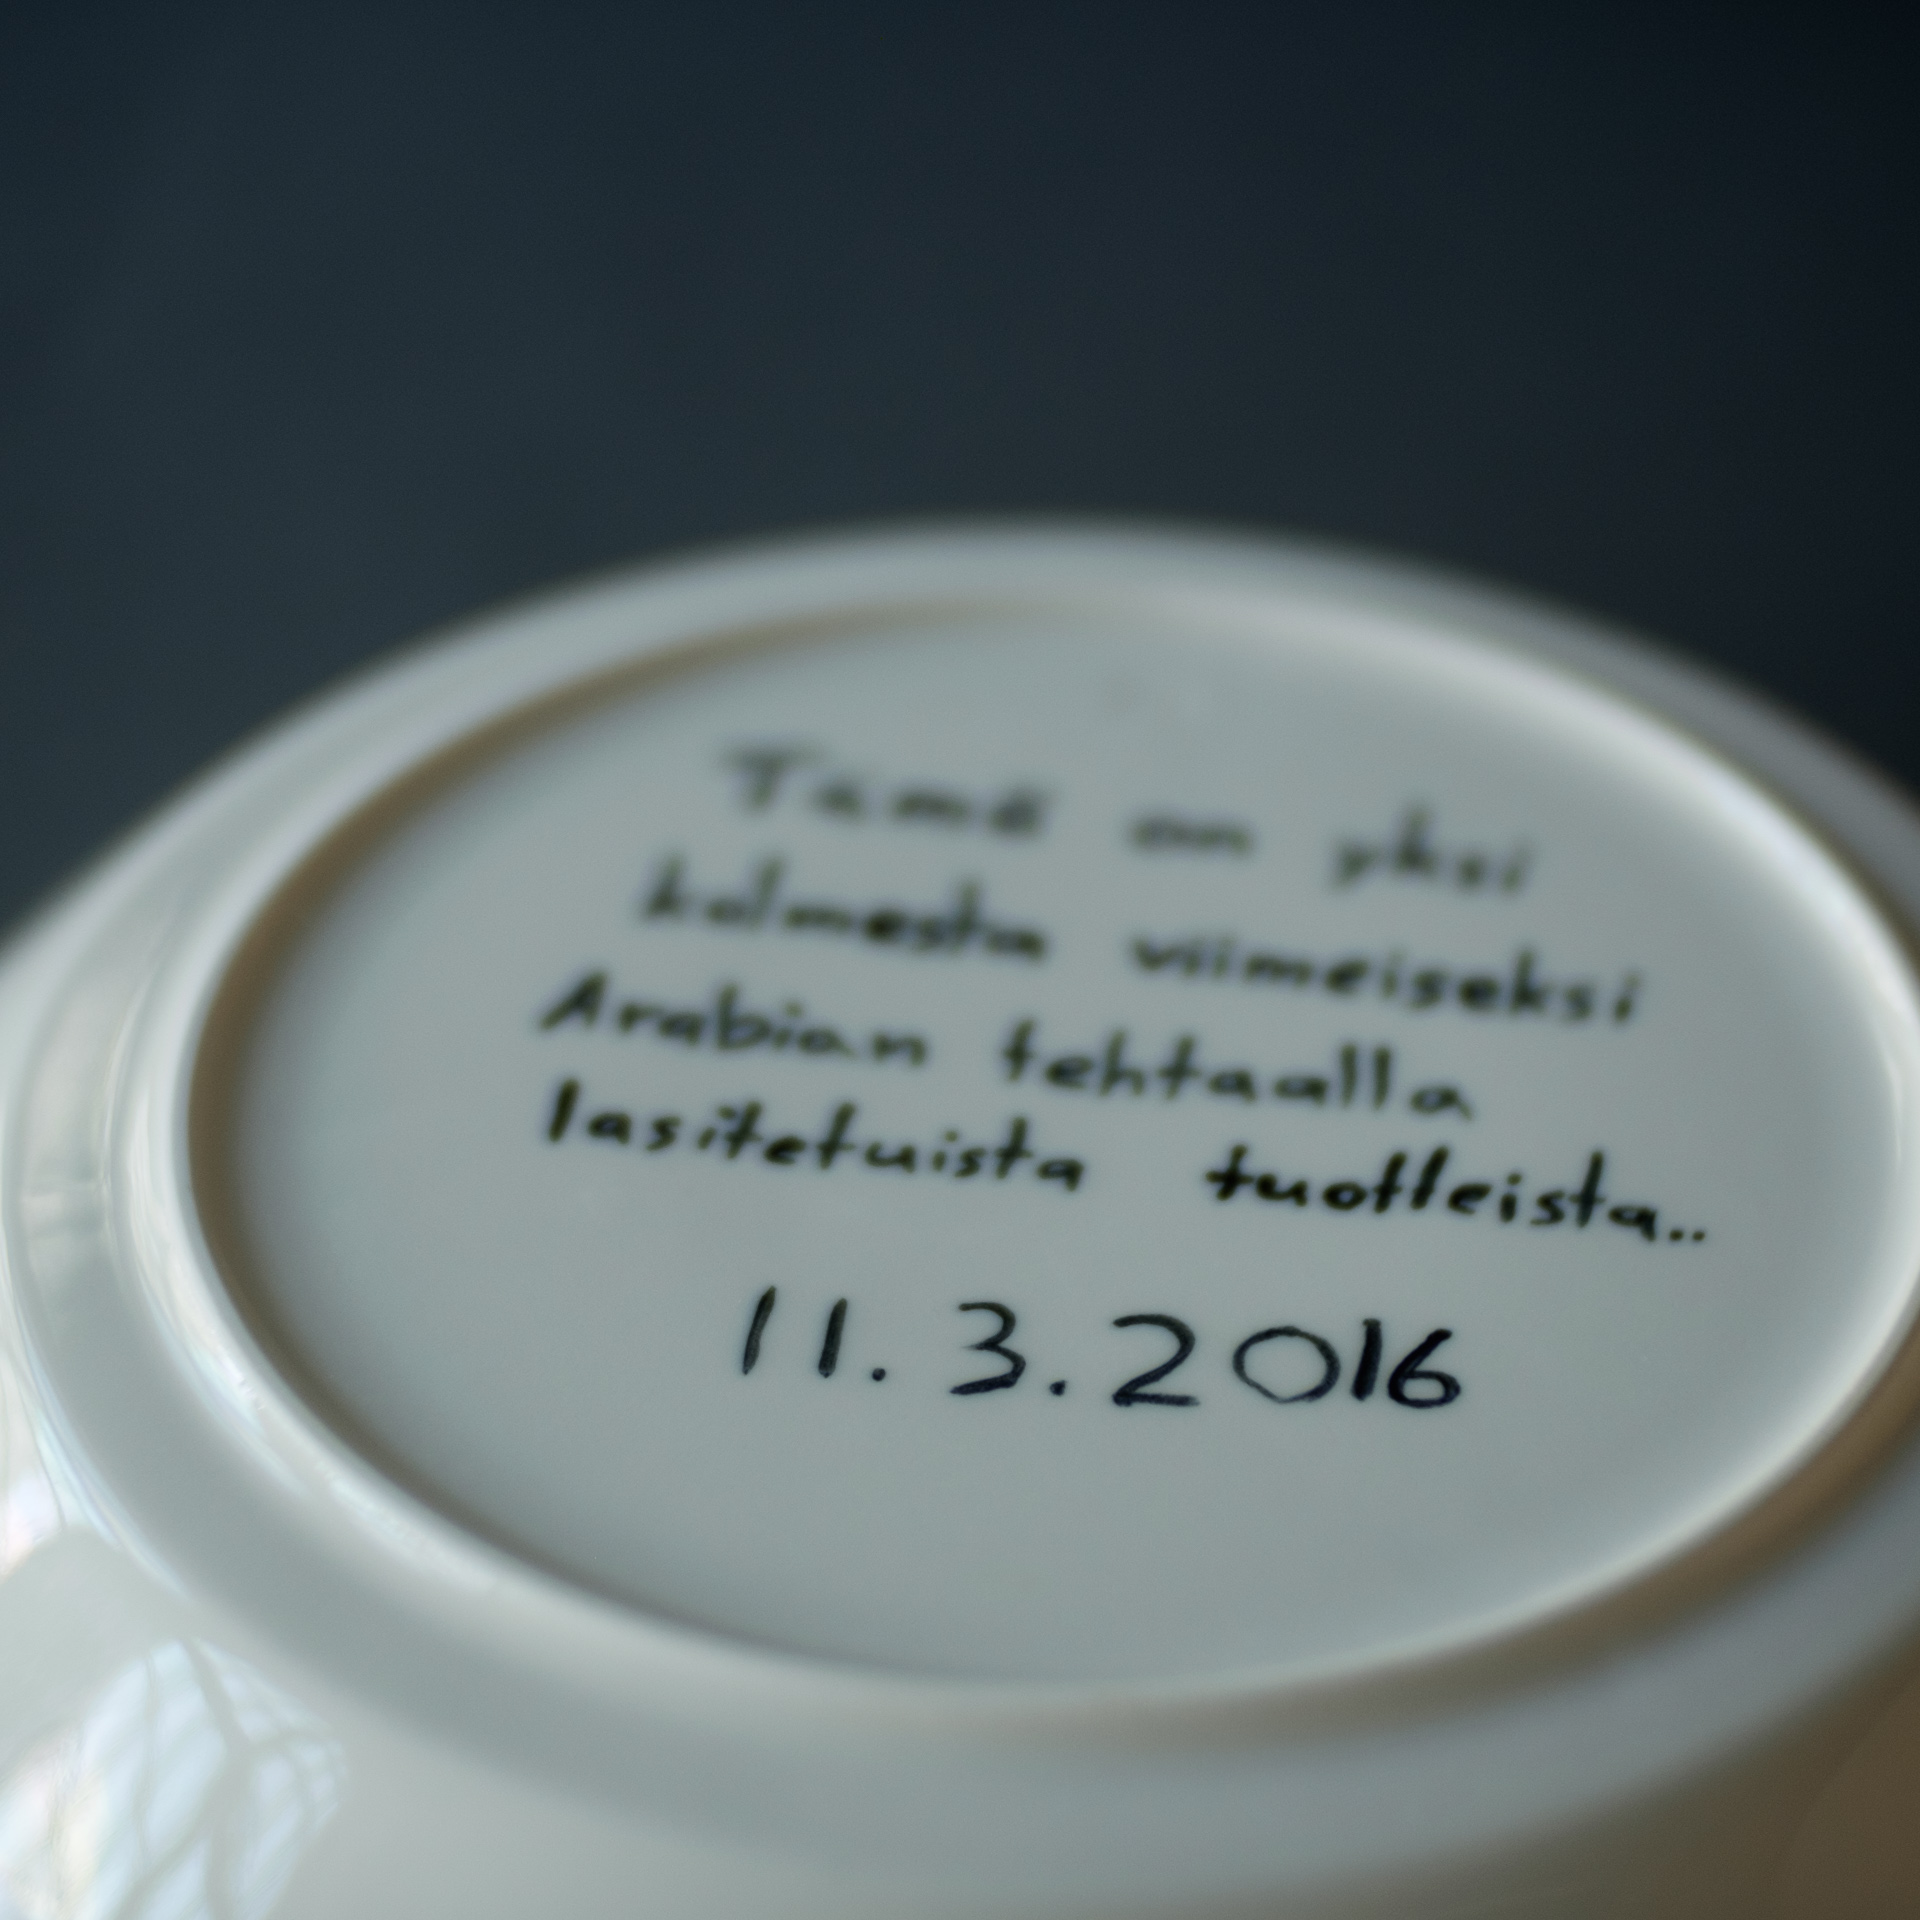 Tämä on yksi
kolmesta viimeiseksi
Arabian tehtaalla
lasitetuista tuotteista..
11.3.2016